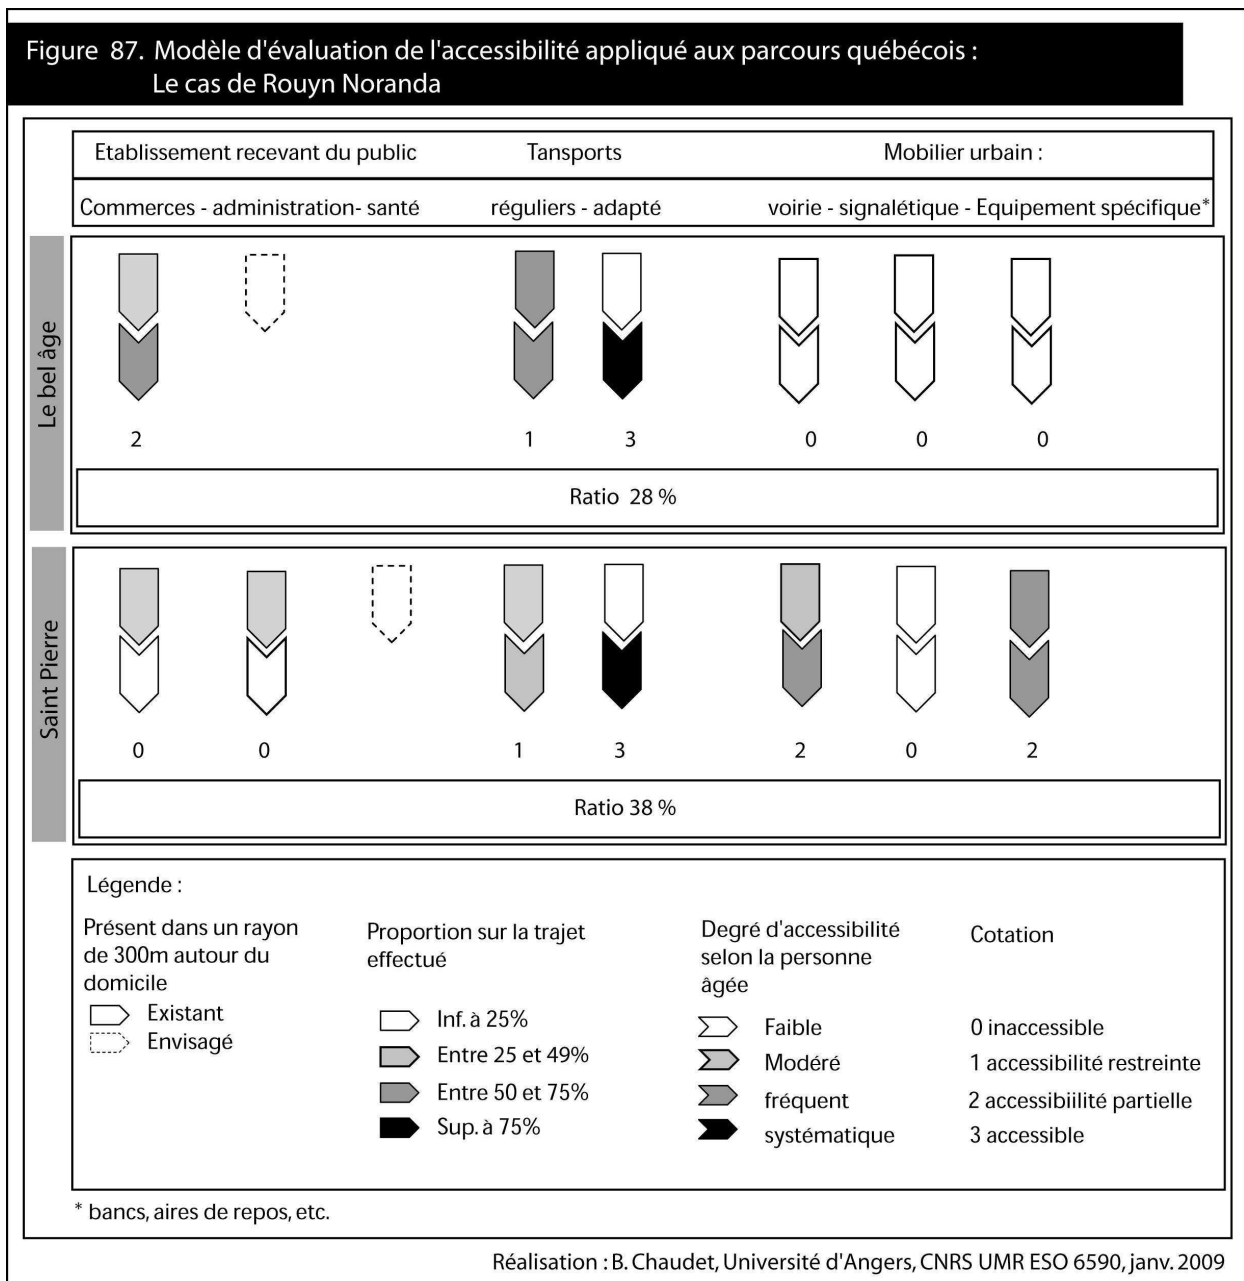 Figure 87. Modèle d'évaluation de l'accessibilité appliqué aux parcours québécois :
Le cas de Rouyn Noranda
Etablissement recevant du public Tansports Mobilier urbain :
Commerces - administration- santé réguliers - adapté voirie - signalétique - Equipement spécifique*
Le bel âge
2 1 3 0 0 0
Ratio 28 %
Saint Pierre
0 0 1 3 2 0 2
Ratio 38 %
Légende :
Présent dans un rayon
de 300m autour du
domicile
Existant
Envisagé
Proportion sur la trajet
effectué
Inf. à 25%
Entre 25 et 49%
Entre 50 et 75%
Sup. à 75%
Degré d'accessibilité
selon la personne
âgée
Faible
Modéré
fréquent
systématique
Cotation
0 inaccessible
1 accessibilité restreinte
2 accessibiilité partielle
3 accessible
* bancs, aires de repos, etc.
Réalisation : B. Chaudet, Université d'Angers, CNRS UMR ESO 6590, janv. 2009